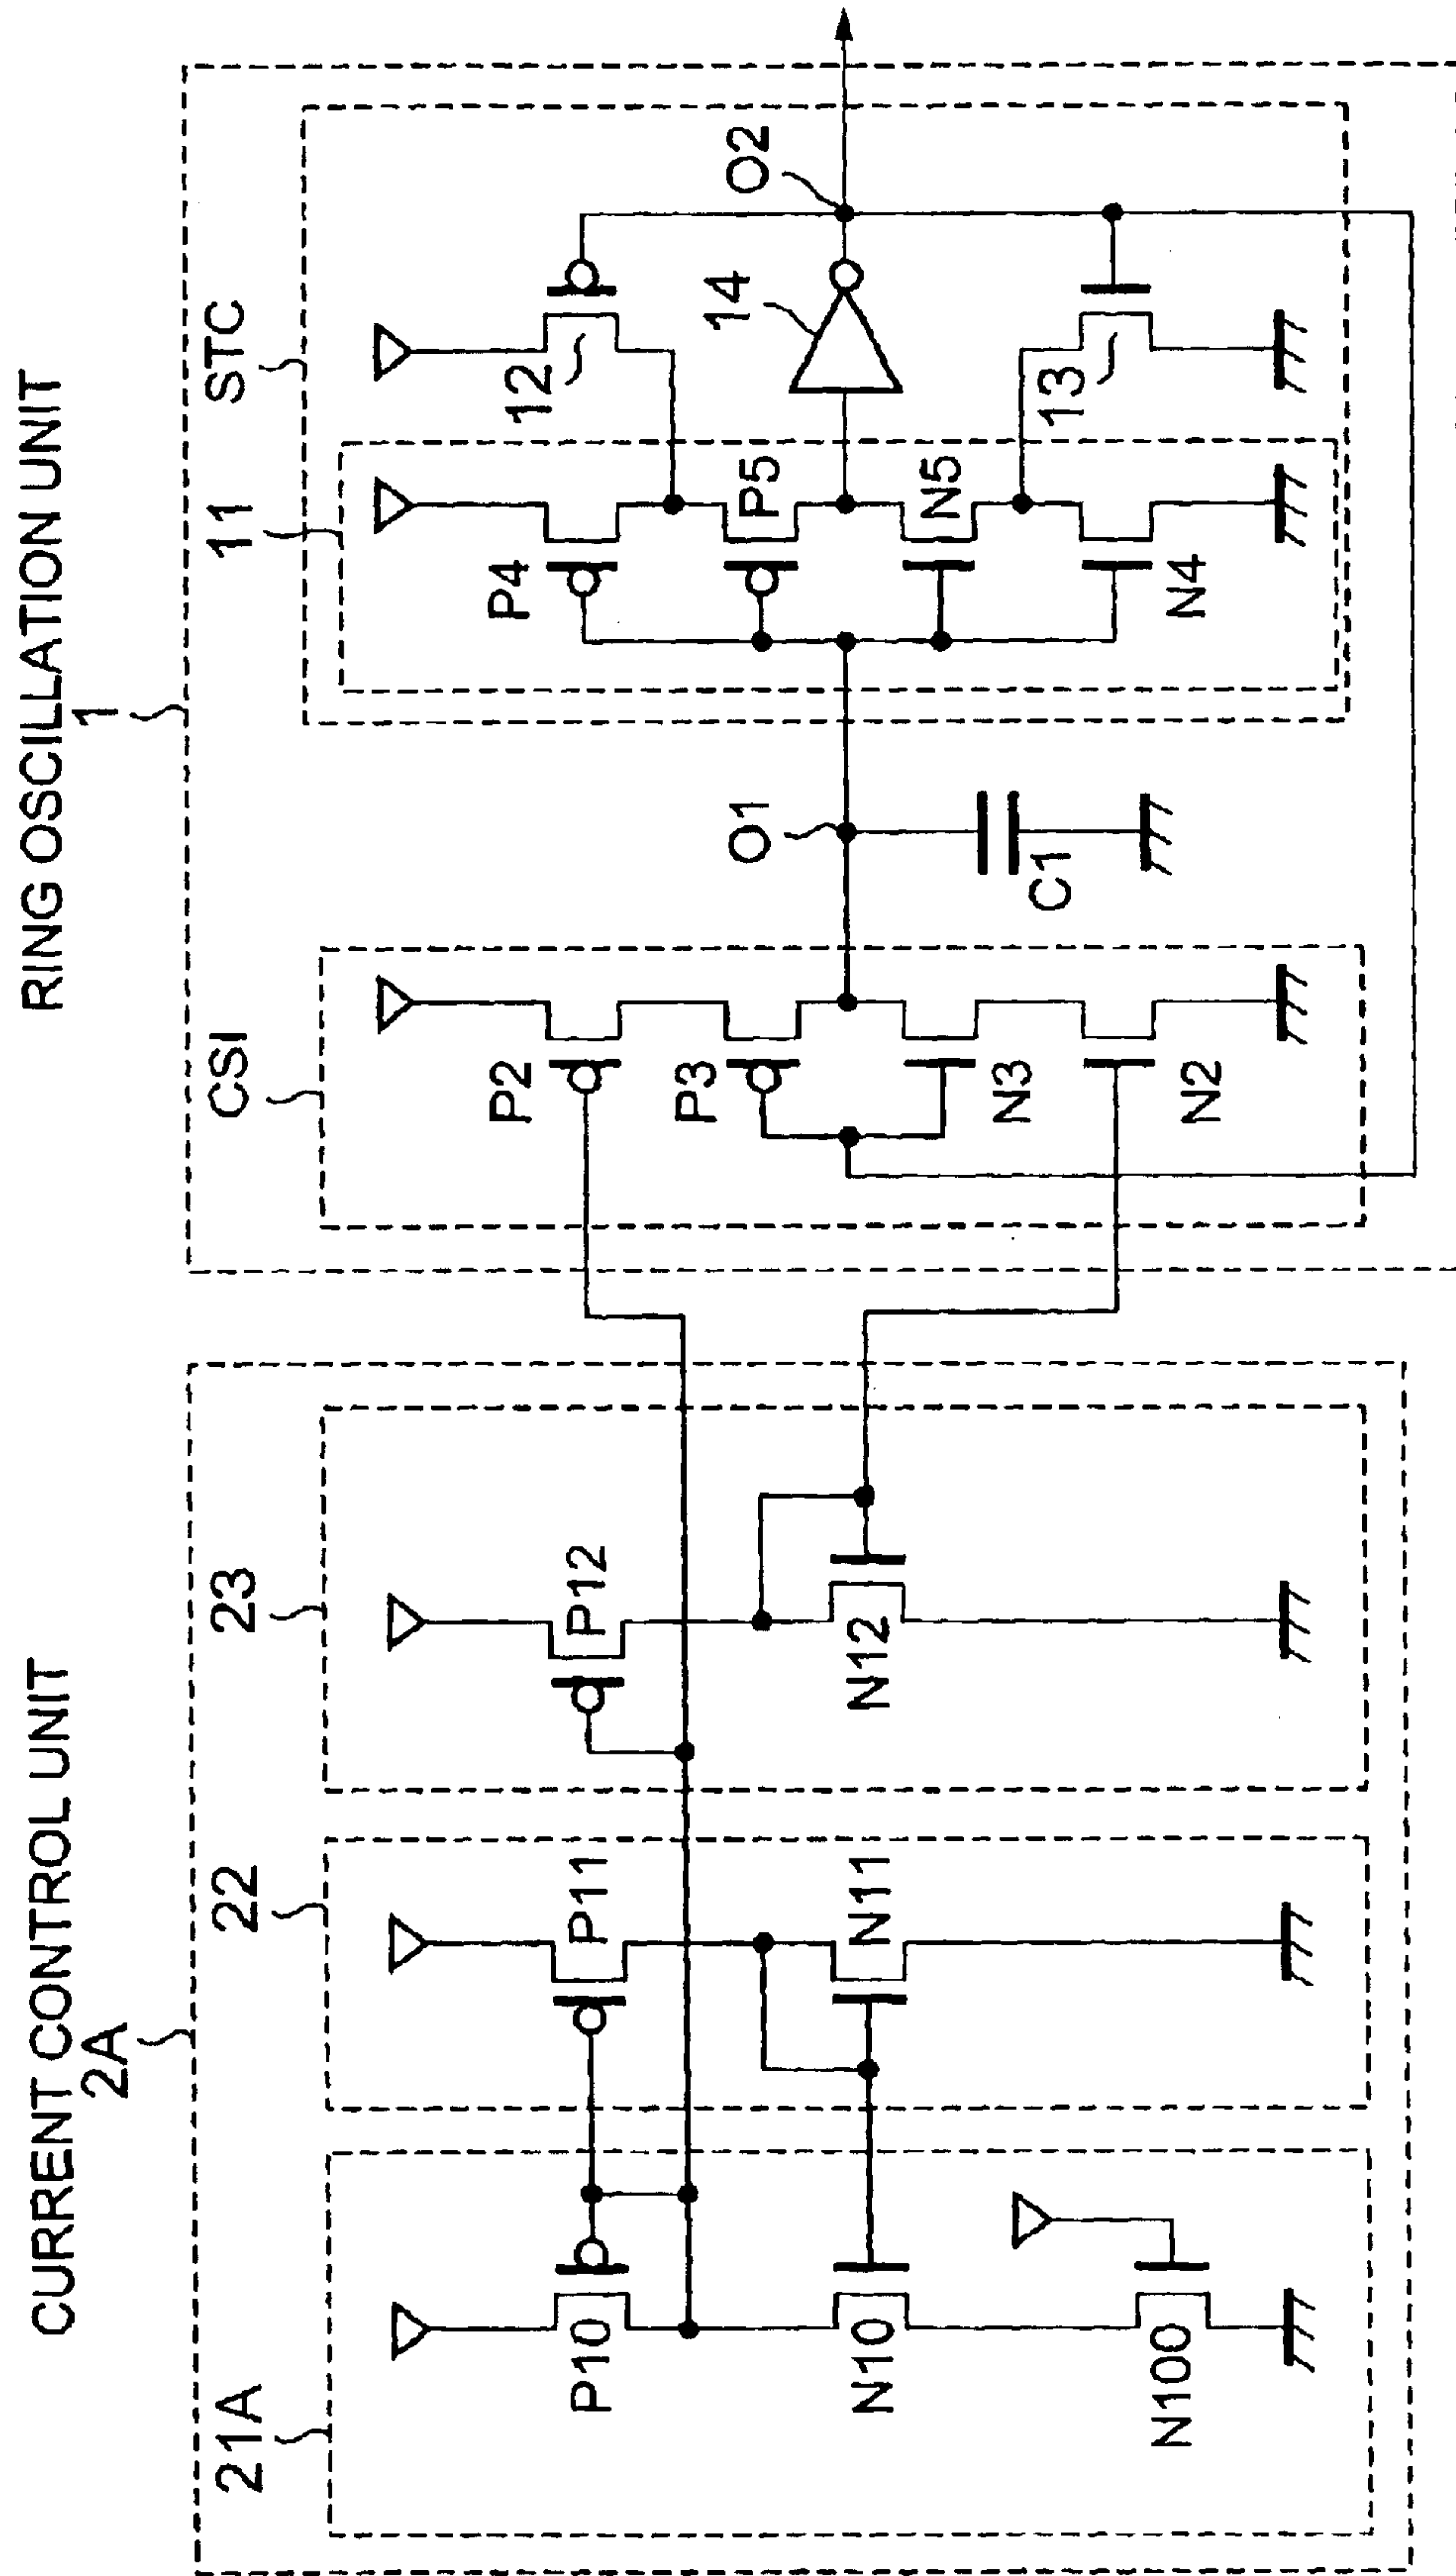 CURRENT CONTROL UNIT
2A
21A
P10
N10
N100
22
P11
N11
23
P12
N12
RING OSCILLATION UNIT
1
CSI
P2
P3
N3
N2
O1
C1
STC
11
P4
P5
N5
N4
12
14
13
O2